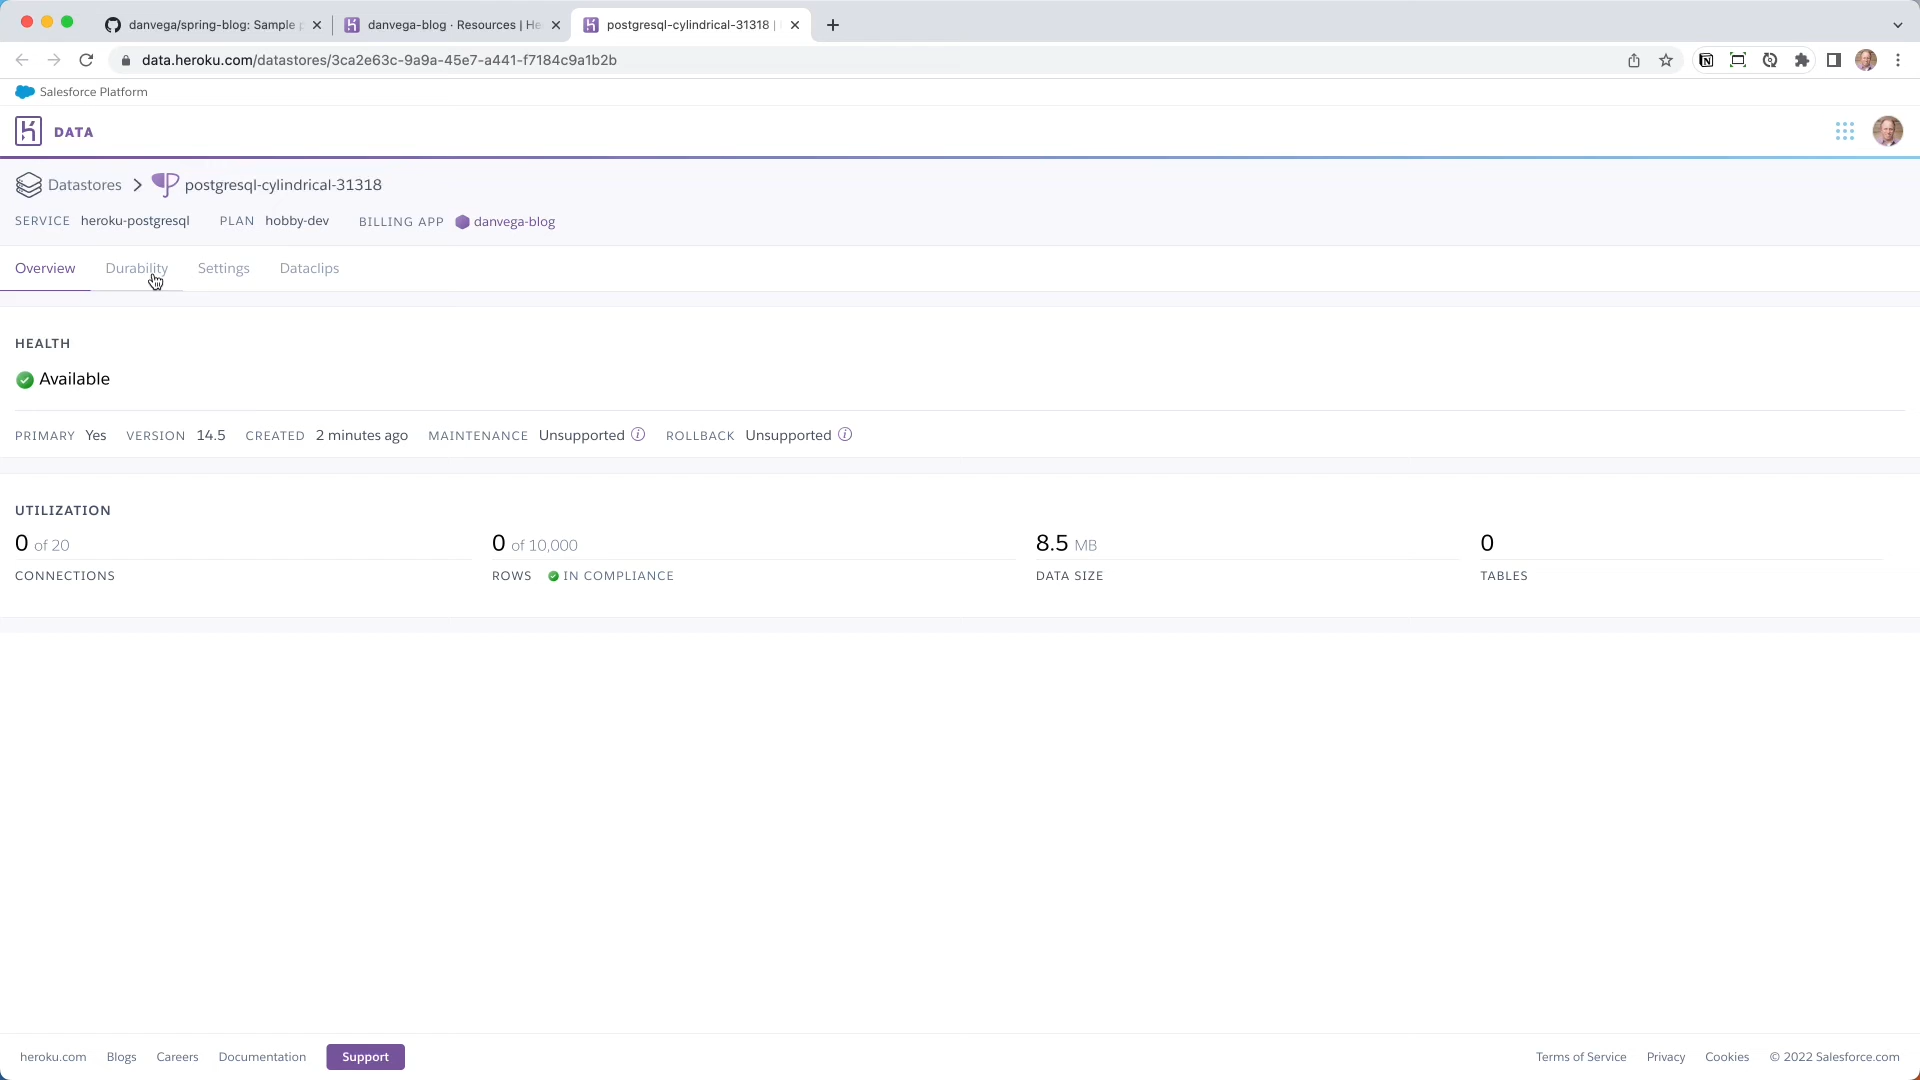 danvega/spring-blog: Sample
danvega-blog · Resources | He
postgresql-cylindrical-31318 |
data.heroku.com/datastores/3ca2e63c-9a9a-45e7-a441-f7184c9a1b2b
Salesforce Platform
DATA
Datastores
postgresql-cylindrical-31318
SERVICE heroku-postgresql PLAN hobby-dev BILLING APP danvega-blog
Overview Durability Settings Dataclips
HEALTH
Available
PRIMARY Yes VERSION 14.5 CREATED 2 minutes ago MAINTENANCE Unsupported ROLLBACK Unsupported
UTILIZATION
0 of 20 0 of 10,000 8.5 MB 0
CONNECTIONS ROWS IN COMPLIANCE DATA SIZE TABLES
heroku.com Blogs Careers Documentation Support Terms of Service Privacy Cookies © 2022 Salesforce.com